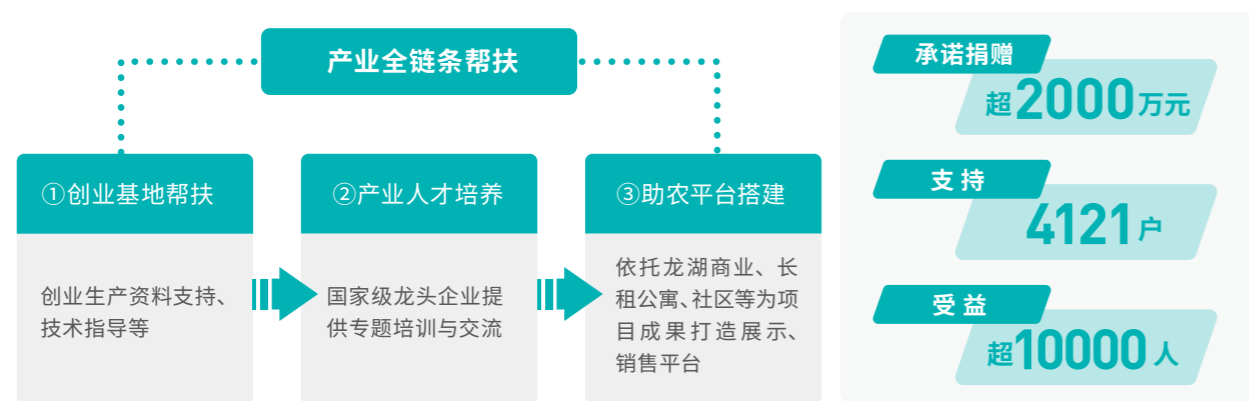 产业全链条帮扶
①创业基地帮扶
创业生产资料支持、
技术指导等
②产业人才培养
国家级龙头企业提
供专题培训与交流
③助农平台搭建
依托龙湖商业、长
租公寓、社区等为项
目成果打造展示、
销售平台
承诺捐赠
超2000万元
支持
4121户
受益
超10000人